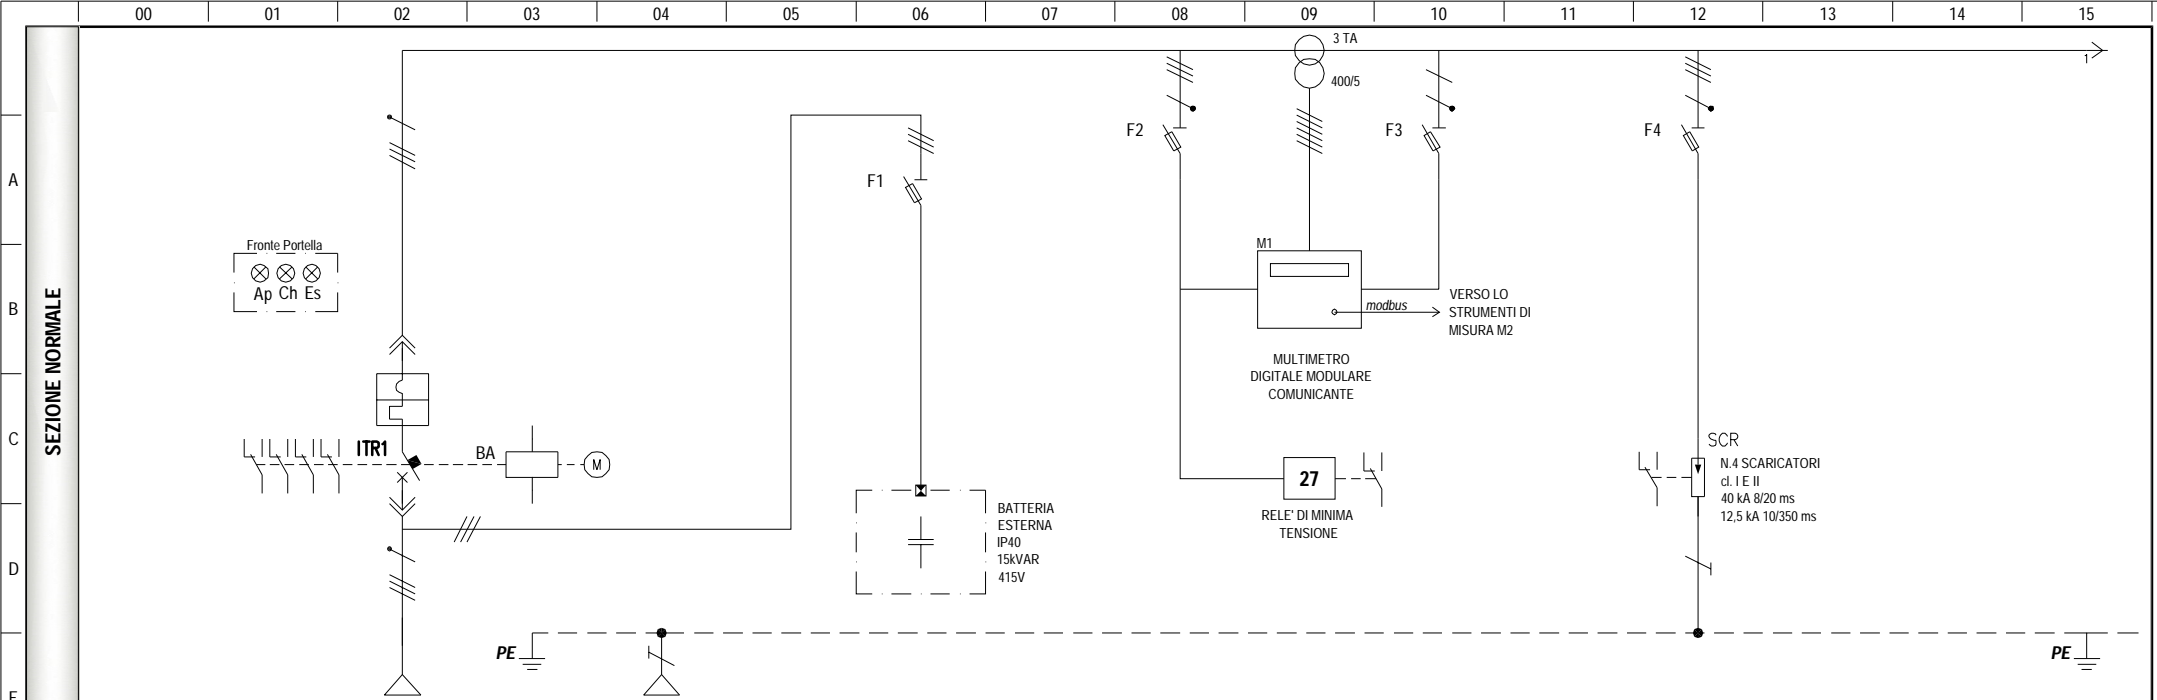 00 01 02 03 04 05 06 07 08 09 10 11 12 13 14 15
3 TA
400/5
1
F2
F3
F4
F1
A
B
C
D
SEZIONE NORMALE
Fronte Portella
Ap Ch Es
M1
modbus
VERSO LO
STRUMENTI DI
MISURA M2
MULTIMETRO
DIGITALE MODULARE
COMUNICANTE
ITR1
BA
M
27
RELE' DI MINIMA
TENSIONE
SCR
N.4 SCARICATORI
cl. I E II
40 kA 8/20 ms
12,5 kA 10/350 ms
BATTERIA
ESTERNA
IP40
15kVAR
415V
PE
PE